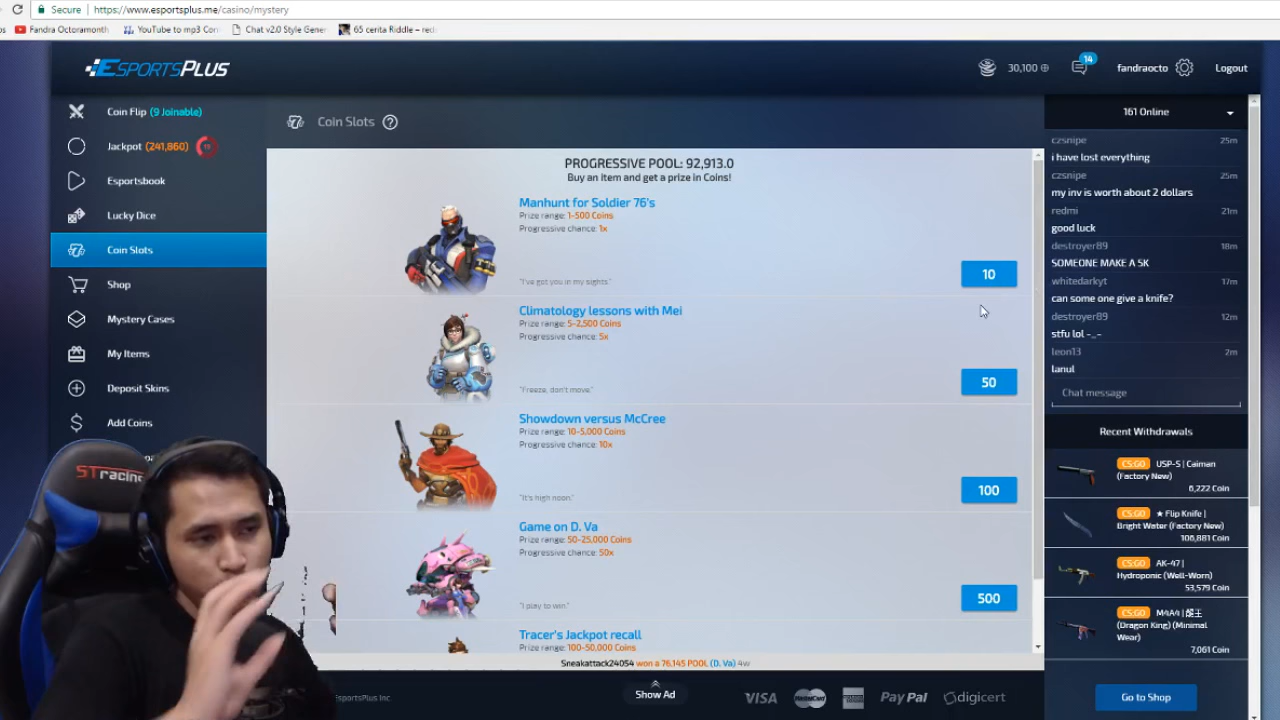 Secure
https://www.esportsplus.me/casino/mystery
Fandra Octoramonth
YouTube to mp3 Con
Chat v2.0 Style Gener
65 cerita Riddle – red
ESPORTSPLUS
30,100
14
fandraocto
Logout
Coin Flip (9 Joinable)
Jackpot (241,860)
Esportsbook
Lucky Dice
Coin Slots
Shop
Mystery Cases
My Items
Deposit Skins
Add Coins
Coin Slots
PROGRESSIVE POOL: 92,913.0
Buy an item and get a prize in Coins!
Manhunt for Soldier 76's
Prize range: 1-500 Coins
Progressive chance: 1x
"I've got you in my sights."
10
Climatology lessons with Mei
Prize range: 5-2,500 Coins
Progressive chance: 5x
"Freeze, don't move."
50
Showdown versus McCree
Prize range: 10-5,000 Coins
Progressive chance: 10x
"It's high noon."
100
Game on D. Va
Prize range: 50-25,000 Coins
Progressive chance: 50x
"I play to win."
500
Tracer's Jackpot recall
Prize range: 100-50,000 Coins
Sneakattack24054 won a 76,145 POOL (D. Va) 4w
161 Online
czsnipe 25m
i have lost everything
czsnipe 25m
my inv is worth about 2 dollars
redmi 21m
good luck
destroyer89 18m
SOMEONE MAKE A 5K
whitedarkyt 17m
can some one give a knife?
destroyer89 12m
stfu lol -_-
leon13 2m
lanul
Chat message
Recent Withdrawals
CS:GO USP-S | Caiman
(Factory New)
6,222 Coin
CS:GO ★ Flip Knife |
Bright Water (Factory New)
106,881 Coin
CS:GO AK-47 |
Hydroponic (Well-Worn)
53,579 Coin
CS:GO M4A4 | 龍王
(Dragon King) (Minimal
Wear)
7,061 Coin
Go to Shop
STracing
EsportsPlus Inc
Show Ad
VISA
MasterCard
PayPal
digicert